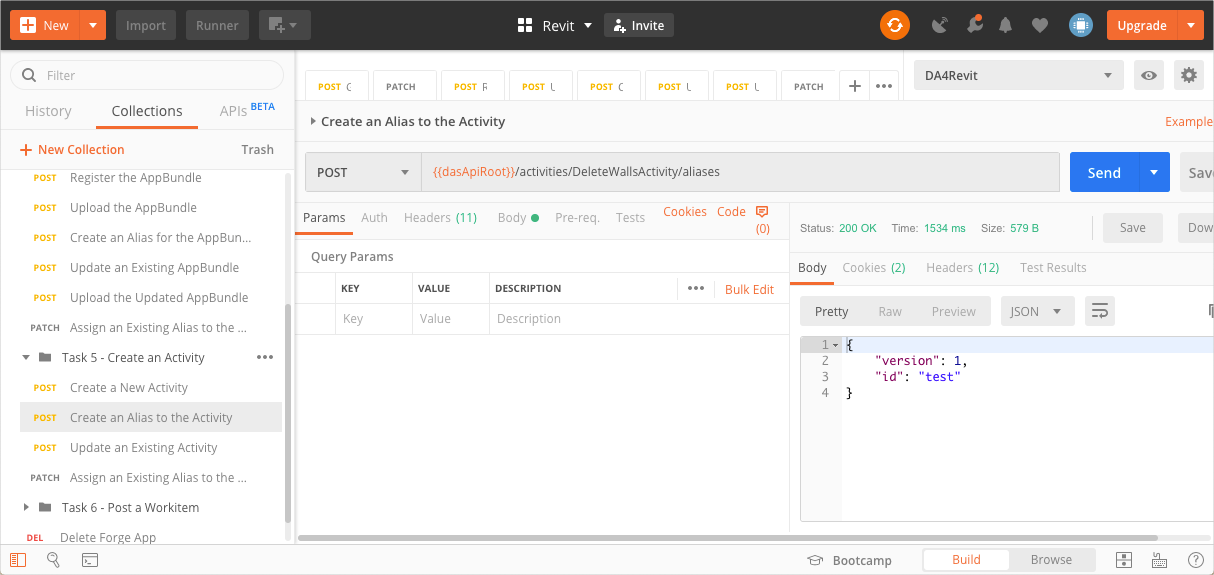 New
Import
Runner
Revit
Invite
Upgrade
Filter
History
Collections
APIs BETA
New Collection
Trash
POST Register the AppBundle
POST Upload the AppBundle
POST Create an Alias for the AppBun...
POST Update an Existing AppBundle
POST Upload the Updated AppBundle
PATCH Assign an Existing Alias to the ...
Task 5 - Create an Activity
POST Create a New Activity
POST Create an Alias to the Activity
POST Update an Existing Activity
PATCH Assign an Existing Alias to the ...
Task 6 - Post a Workitem
DEL Delete Forge App
POST
PATCH
POST
POST
POST
POST
POST
PATCH
DA4Revit
Create an Alias to the Activity
Example
POST
{{dasApiRoot}}/activities/DeleteWallsActivity/aliases
Send
Save
Params Auth Headers (11) Body Pre-req. Tests
Cookies Code (0)
Query Params
KEY VALUE DESCRIPTION
Bulk Edit
Key Value Description
Status: 200 OK Time: 1534 ms Size: 579 B
Save
Dow
Body Cookies (2) Headers (12) Test Results
Pretty Raw Preview
JSON
1 {
2 "version": 1,
3 "id": "test"
4 }
Bootcamp
Build
Browse